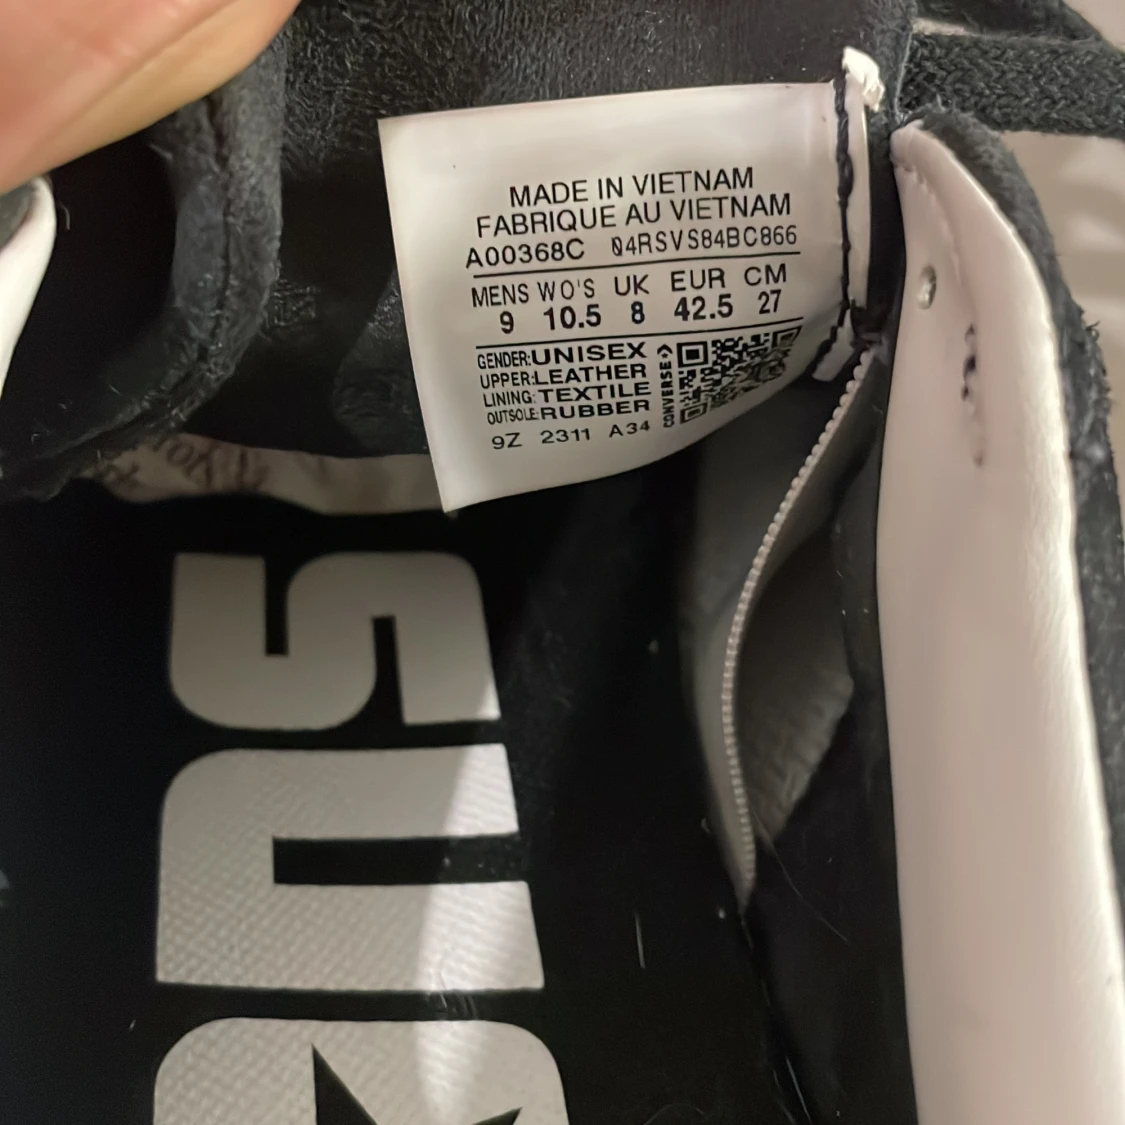 MADE IN VIETNAM
FABRIQUE AU VIETNAM
A00368C 04RSVS84BC866
MENS WO'S UK EUR CM
9 10.5 8 42.5 27
GENDER:UNISEX
UPPER:LEATHER
LINING:TEXTILE
OUTSOLE:RUBBER
CONVERSE
9Z 2311 A34